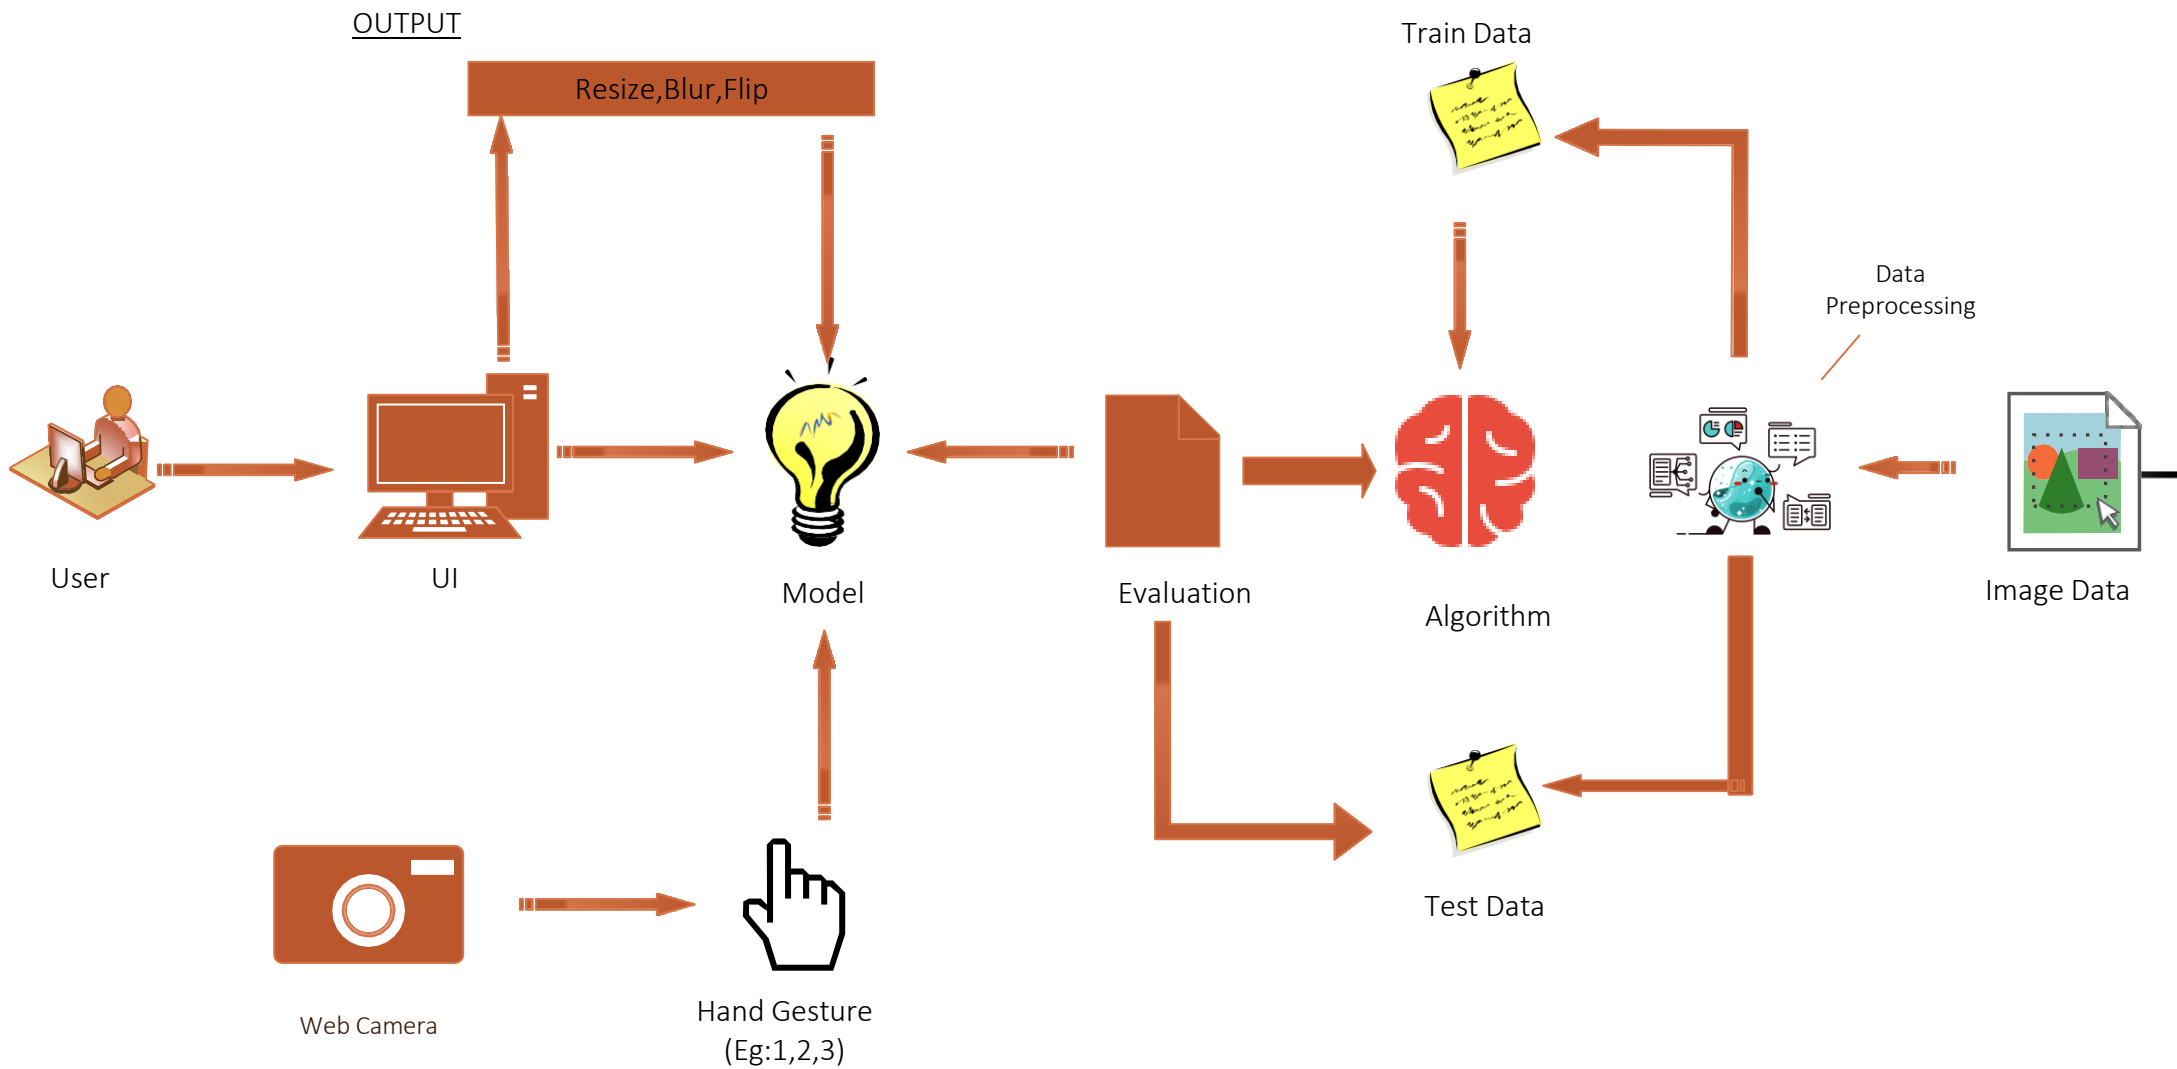 OUTPUT
Train Data
Resize,Blur,Flip
Data
Preprocessing
User
UI
Model
Evaluation
Algorithm
Image Data
Test Data
Web Camera
Hand Gesture
(Eg:1,2,3)